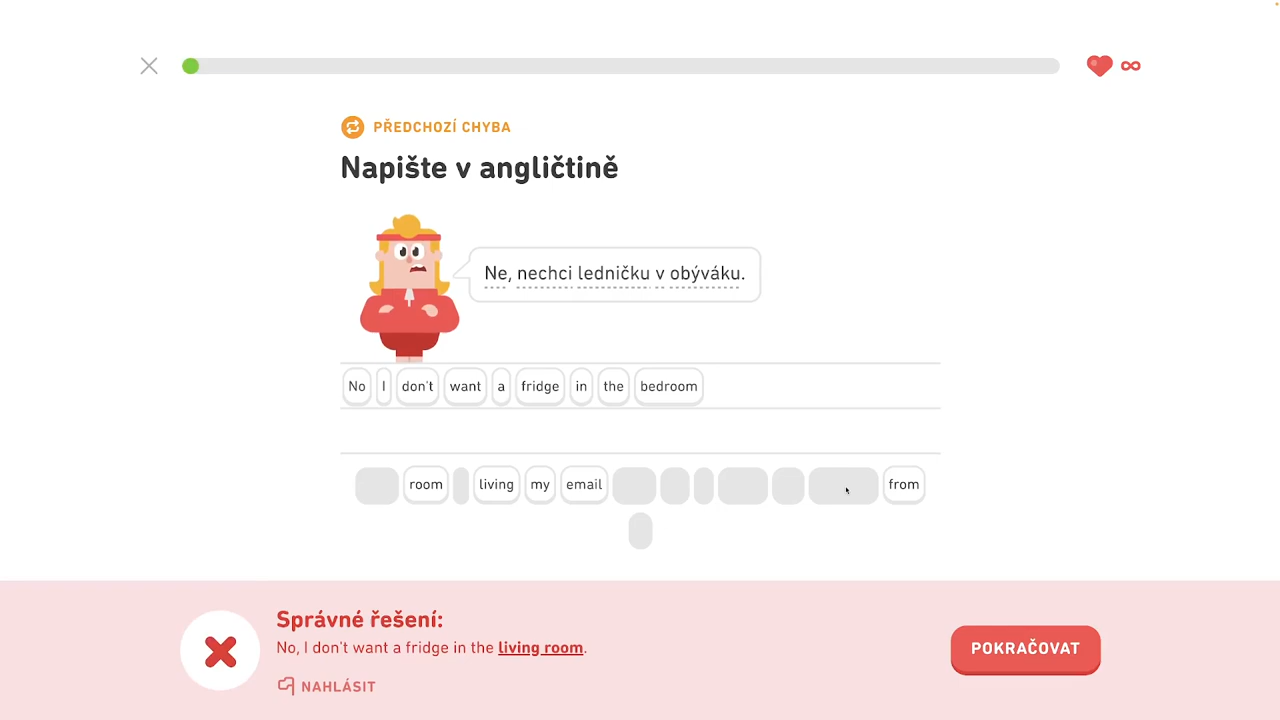 PŘEDCHOZÍ CHYBA
Napište v angličtině
Ne, nechci ledničku v obýváku.
No I don't want a fridge in the bedroom
room living my email from
Správné řešení:
No, I don't want a fridge in the living room.
NAHLÁSIT
POKRAČOVAT